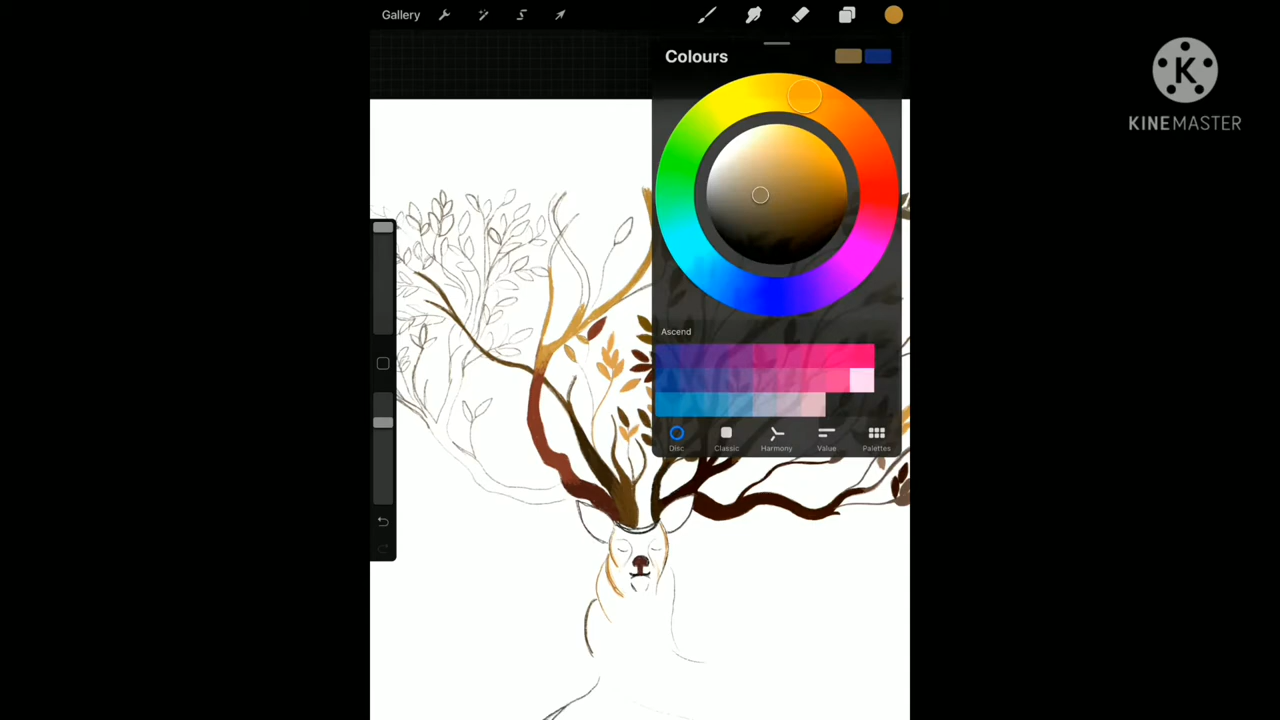 Gallery
Colours
K
KINEMASTER
Ascend
Disc
Classic
Harmony
Value
Palettes